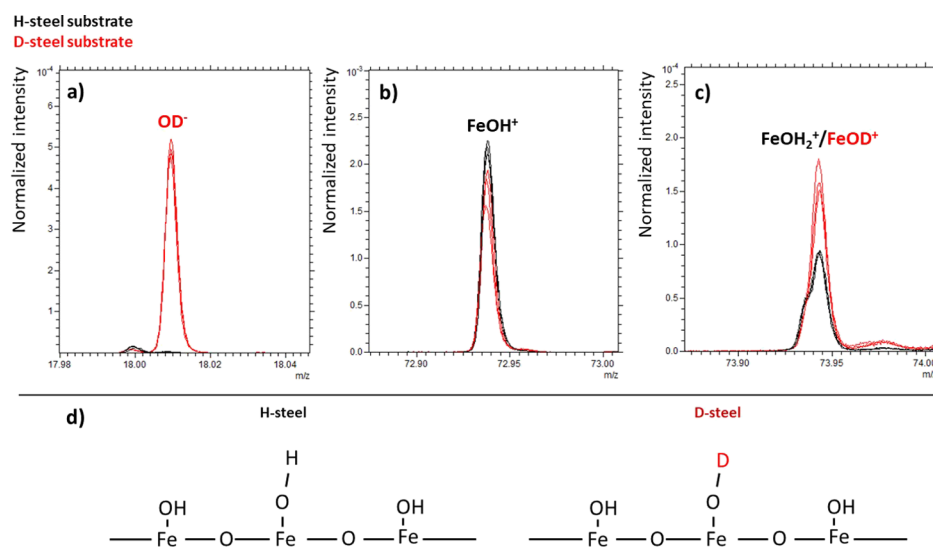 H-steel substrate
D-steel substrate
a)
b)
c)
Normalized intensity
10⁻⁴
6
5
4
3
2
1
OD⁻
17.98
18.00
18.02
18.04
m/z
Normalized intensity
10⁻³
3.0
2.5
2.0
1.5
1.0
0.5
0.0
FeOH⁺
72.90
72.95
73.00
m/z
Normalized intensity
10⁻⁴
2.0
1.5
1.0
0.5
0.0
FeOH₂⁺/FeOD⁺
73.90
73.95
74.00
m/z
d)
H-steel
D-steel
H
O
OH
OH
Fe
O
Fe
O
Fe
D
O
OH
OH
Fe
O
Fe
O
Fe